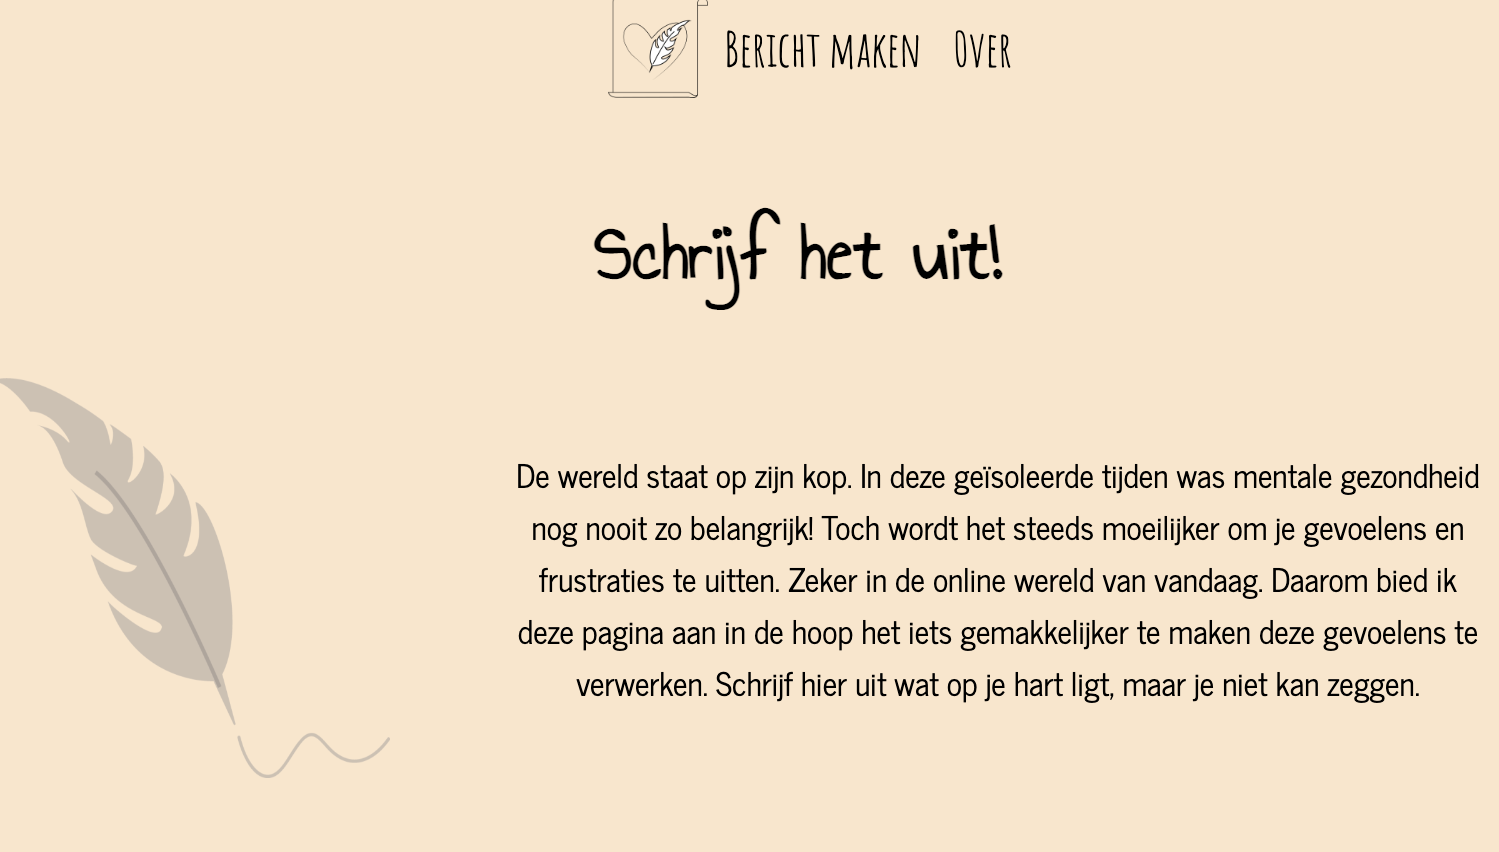 Bericht maken Over
Schrijf het uit!
De wereld staat op zijn kop. In deze geïsoleerde tijden was mentale gezondheid
nog nooit zo belangrijk! Toch wordt het steeds moeilijker om je gevoelens en
frustraties te uitten. Zeker in de online wereld van vandaag. Daarom bied ik
deze pagina aan in de hoop het iets gemakkelijker te maken deze gevoelens te
verwerken. Schrijf hier uit wat op je hart ligt, maar je niet kan zeggen.